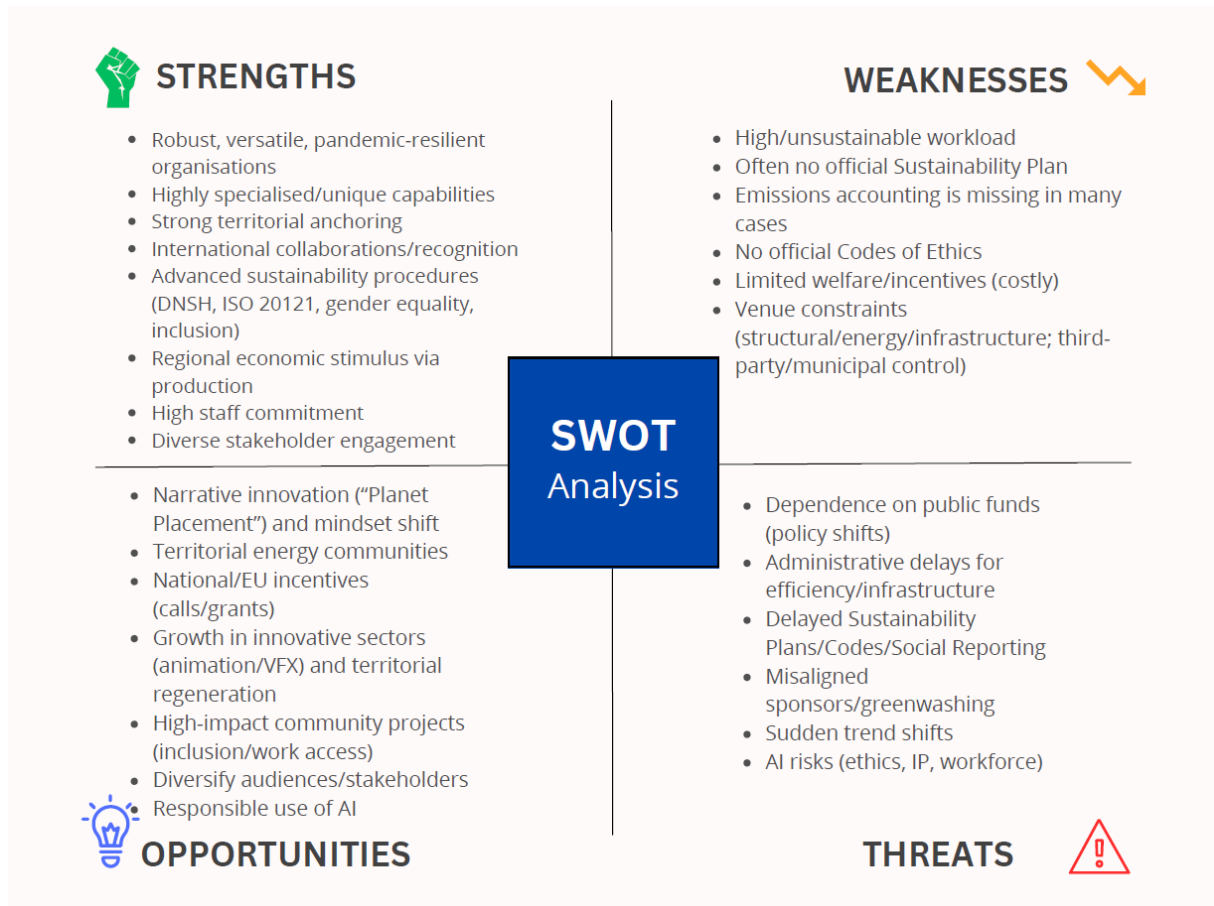 STRENGTHS
• Robust, versatile, pandemic-resilient
organisations
• Highly specialised/unique capabilities
• Strong territorial anchoring
• International collaborations/recognition
• Advanced sustainability procedures
(DNSH, ISO 20121, gender equality,
inclusion)
• Regional economic stimulus via
production
• High staff commitment
• Diverse stakeholder engagement
WEAKNESSES
• High/unsustainable workload
• Often no official Sustainability Plan
• Emissions accounting is missing in many
cases
• No official Codes of Ethics
• Limited welfare/incentives (costly)
• Venue constraints
(structural/energy/infrastructure; third-
party/municipal control)
SWOT
Analysis
• Narrative innovation (“Planet
Placement”) and mindset shift
• Territorial energy communities
• National/EU incentives
(calls/grants)
• Growth in innovative sectors
(animation/VFX) and territorial
regeneration
• High-impact community projects
(inclusion/work access)
• Diversify audiences/stakeholders
• Responsible use of AI
OPPORTUNITIES
• Dependence on public funds
(policy shifts)
• Administrative delays for
efficiency/infrastructure
• Delayed Sustainability
Plans/Codes/Social Reporting
• Misaligned
sponsors/greenwashing
• Sudden trend shifts
• AI risks (ethics, IP, workforce)
THREATS